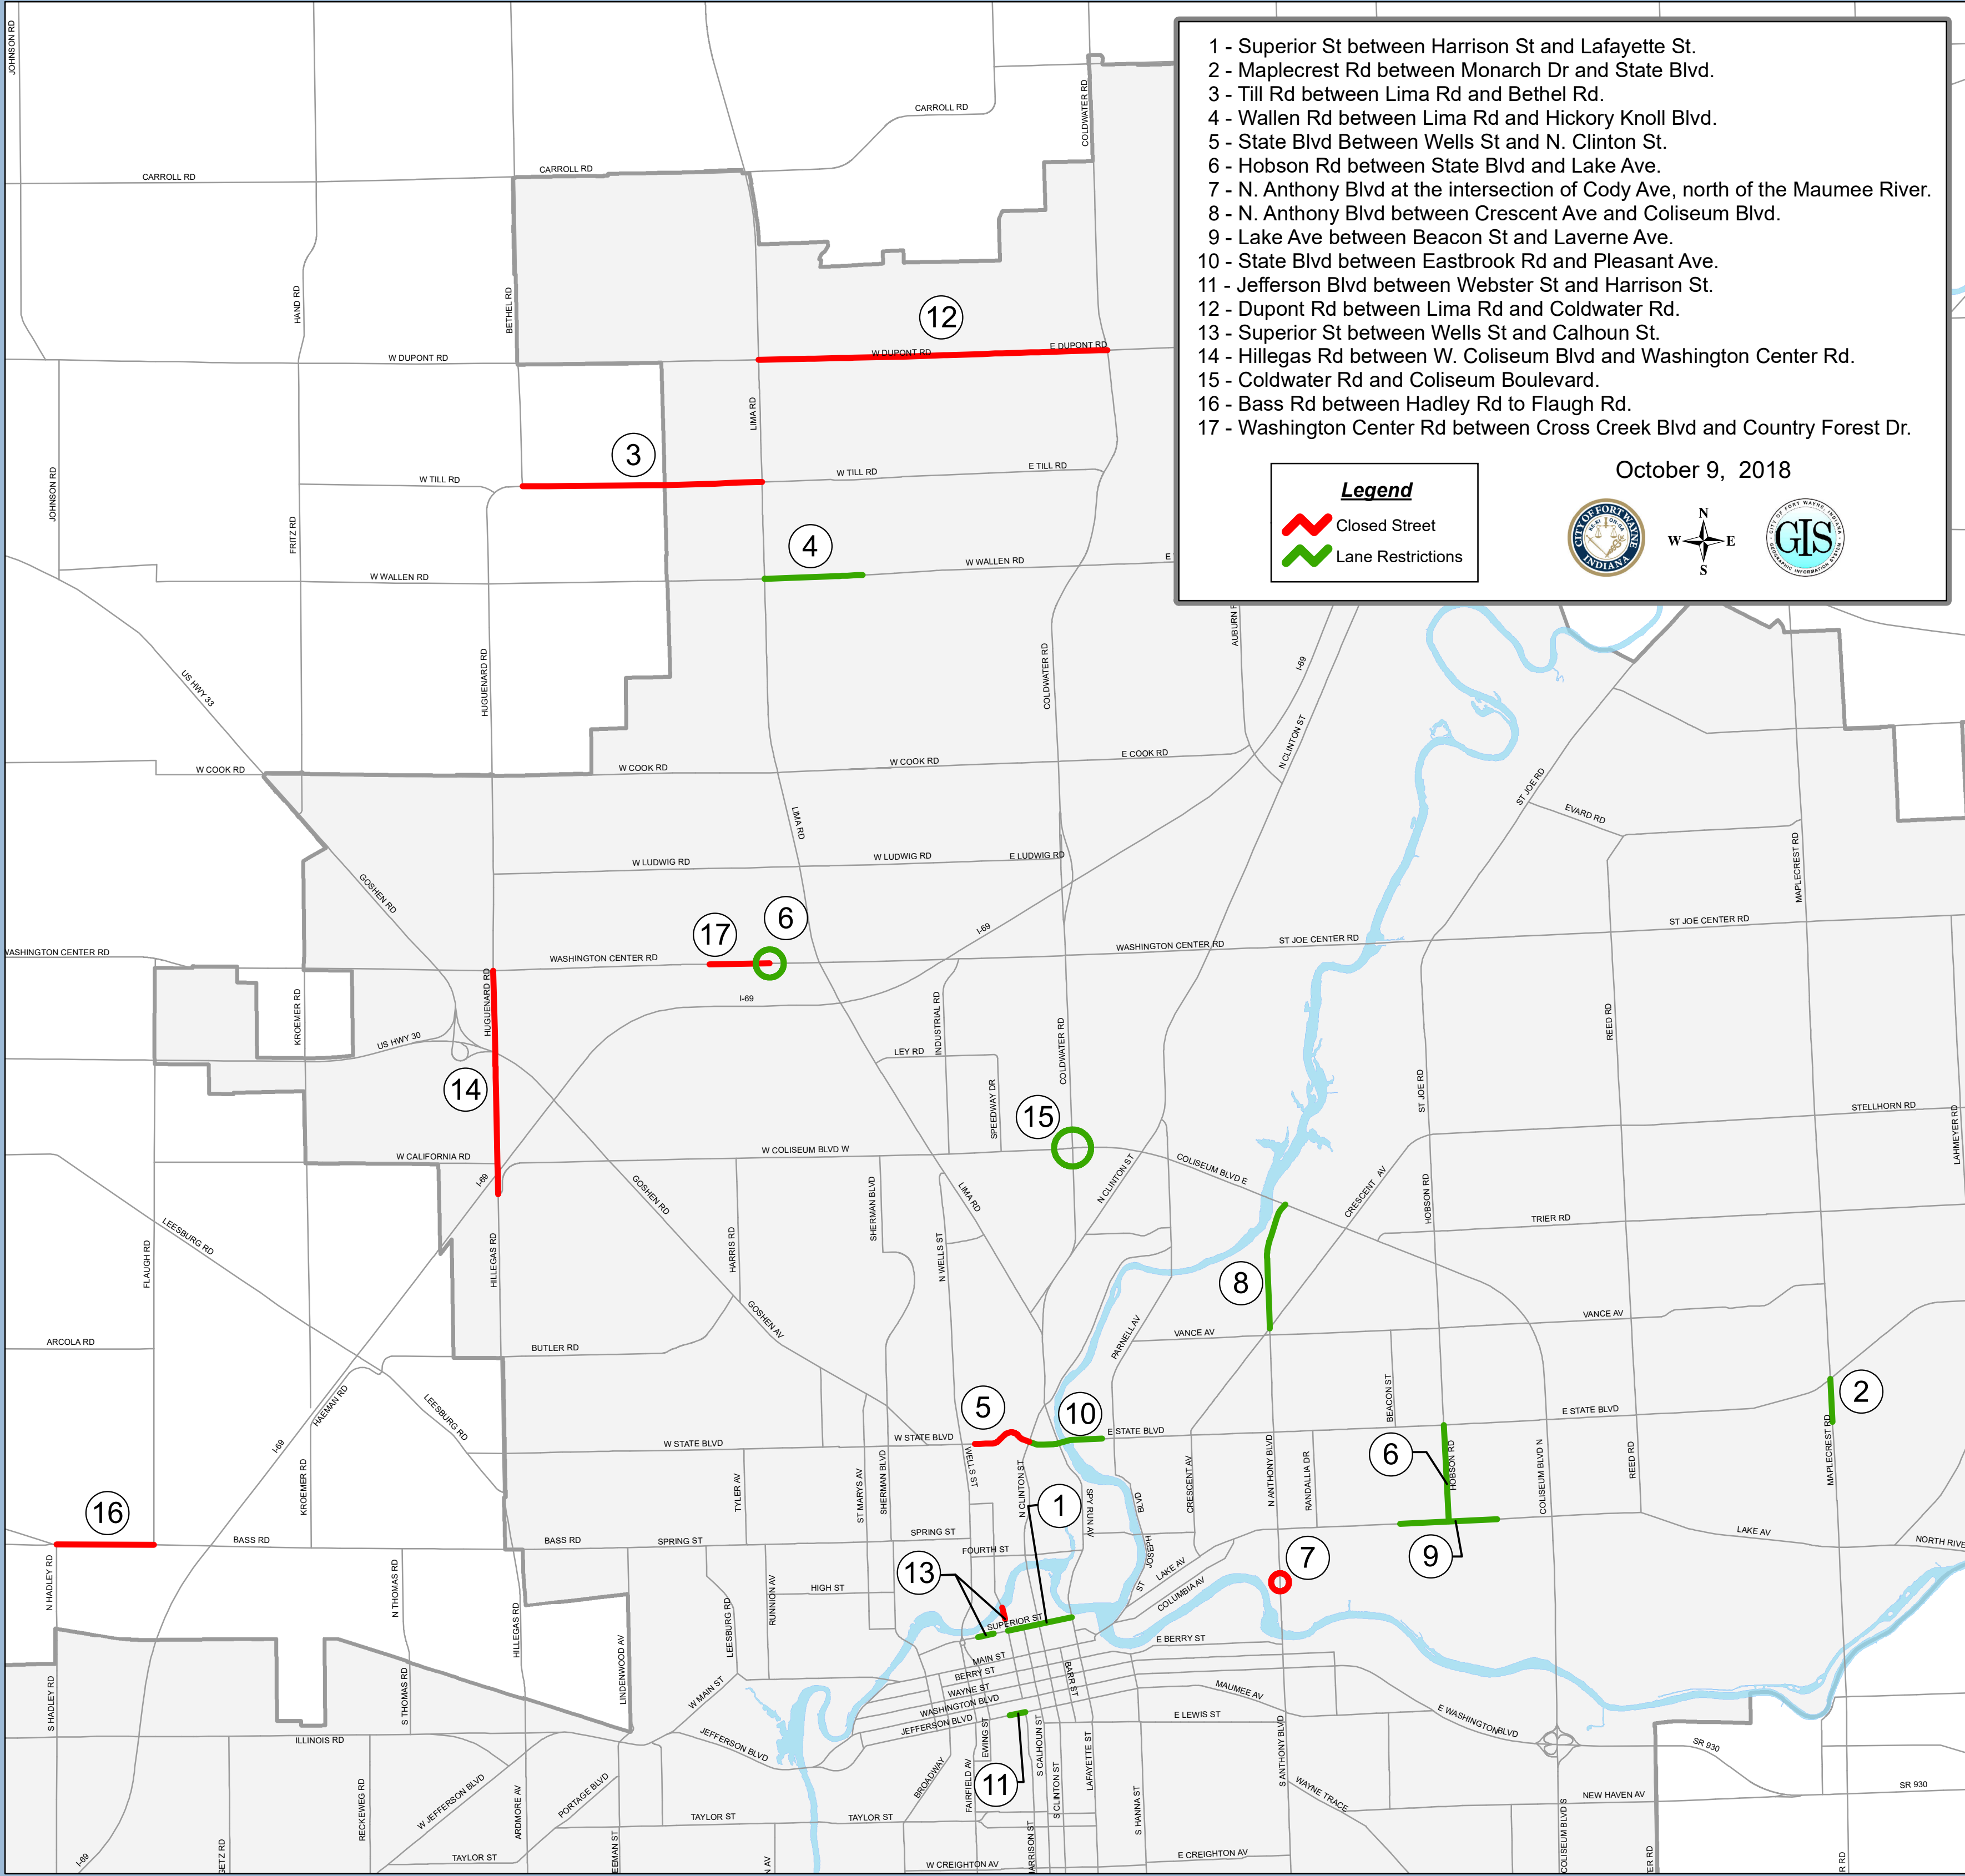 1 - Superior St between Harrison St and Lafayette St.
2 - Maplecrest Rd between Monarch Dr and State Blvd.
3 - Till Rd between Lima Rd and Bethel Rd.
4 - Wallen Rd between Lima Rd and Hickory Knoll Blvd.
5 - State Blvd Between Wells St and N. Clinton St.
6 - Hobson Rd between State Blvd and Lake Ave.
7 - N. Anthony Blvd at the intersection of Cody Ave, north of the Maumee River.
8 - N. Anthony Blvd between Crescent Ave and Coliseum Blvd.
9 - Lake Ave between Beacon St and Laverne Ave.
10 - State Blvd between Eastbrook Rd and Pleasant Ave.
11 - Jefferson Blvd between Webster St and Harrison St.
12 - Dupont Rd between Lima Rd and Coldwater Rd.
13 - Superior St between Wells St and Calhoun St.
14 - Hillegas Rd between W. Coliseum Blvd and Washington Center Rd.
15 - Coldwater Rd and Coliseum Boulevard.
16 - Bass Rd between Hadley Rd to Flaugh Rd.
17 - Washington Center Rd between Cross Creek Blvd and Country Forest Dr.
October 9, 2018
Legend
Closed Street
Lane Restrictions
CITY OF FORT WAYNE
INDIANA
N
W
E
S
GIS
JOHNSON RD
CARROLL RD
COLDWATER RD
CARROLL RD
CARROLL RD
HAND RD
BETHEL RD
12
W DUPONT RD
W DUPONT RD
E DUPONT RD
LIMA RD
3
JOHNSON RD
W TILL RD
W TILL RD
E TILL RD
FRITZ RD
4
W WALLEN RD
W WALLEN RD
E
AUBURN
US HWY 33
HUGUENARD RD
COLDWATER RD
I-69
N CLINTON ST
W COOK RD
W COOK RD
W COOK RD
E COOK RD
ST JOE RD
EVARD RD
LIMA RD
MAPLECREST RD
W LUDWIG RD
W LUDWIG RD
E LUDWIG RD
GOSHEN RD
17
6
I-69
WASHINGTON CENTER RD
WASHINGTON CENTER RD
WASHINGTON CENTER RD
ST JOE CENTER RD
ST JOE CENTER RD
KROEMER RD
HUGUENARD RD
I-69
INDUSTRIAL RD
COLDWATER RD
REED RD
US HWY 30
LEY RD
14
SPEEDWAY DR
15
ST JOE RD
STELLHORN RD
LAHMEYER RD
W CALIFORNIA RD
W COLISEUM BLVD W
COLISEUM BLVD E
I-69
GOSHEN RD
SHERMAN BLVD
LIMA RD
N CLINTON ST
CRESCENT AV
HOBSON RD
TRIER RD
LEESBURG RD
FLAUGH RD
HILLEGAS RD
HARRIS RD
N WELLS ST
8
GOSHEN AV
PARNELL AV
VANCE AV
VANCE AV
ARCOLA RD
BUTLER RD
HAEMAN RD
LEESBURG RD
BEACON ST
2
5
10
E STATE BLVD
E STATE BLVD
W STATE BLVD
W STATE BLVD
I-69
KROEMER RD
TYLER AV
ST MARYS AV
SHERMAN BLVD
WELLS ST
N CLINTON ST
SPY RUN AV
CRESCENT AV
N ANTHONY BLVD
RANDALLIA DR
6
HOBSON RD
COLISEUM BLVD N
REED RD
MAPLECREST RD
1
16
BASS RD
BASS RD
SPRING ST
SPRING ST
FOURTH ST
ST JOSEPH BLVD
LAKE AV
NORTH RIVE
N HADLEY RD
N THOMAS RD
13
HIGH ST
RUNNION AV
LAKE AV
COLUMBIA AV
7
9
SUPERIOR ST
LEESBURG RD
HILLEGAS RD
LINDENWOOD AV
E BERRY ST
MAIN ST
BERRY ST
WAYNE ST
WASHINGTON BLVD
JEFFERSON BLVD
BARR ST
S HADLEY RD
S THOMAS RD
W MAIN ST
MAUMEE AV
E LEWIS ST
E WASHINGTON BLVD
ILLINOIS RD
JEFFERSON BLVD
EWING ST
S CALHOUN ST
SR 930
11
BROADWAY
FAIRFIELD AV
S CLINTON ST
LAFAYETTE ST
S HANNA ST
S ANTHONY BLVD
WAYNE TRACE
NEW HAVEN AV
SR 930
RECKEWEG RD
W JEFFERSON BLVD
ARDMORE AV
PORTAGE BLVD
TAYLOR ST
TAYLOR ST
TAYLOR ST
I-69
GETZ RD
EEMAN ST
N AV
W CREIGHTON AV
ARRISON ST
E CREIGHTON AV
COLISEUM BLVD S
ER RD
R RD